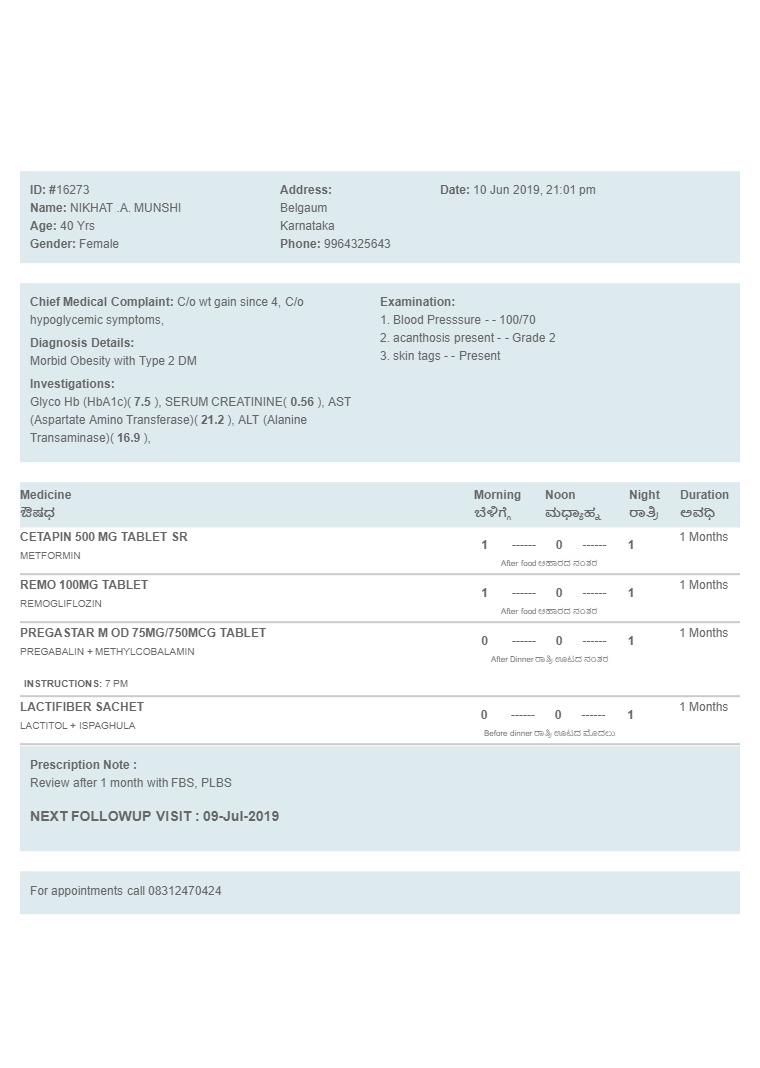 ID: #16273
Name: NIKHAT .A. MUNSHI
Age: 40 Yrs
Gender: Female
Address:
Belgaum
Karnataka
Phone: 9964325643
Date: 10 Jun 2019, 21:01 pm
Chief Medical Complaint: C/o wt gain since 4, C/o
hypoglycemic symptoms,
Diagnosis Details:
Morbid Obesity with Type 2 DM
Investigations:
Glyco Hb (HbA1c)( 7.5 ), SERUM CREATININE( 0.56 ), AST
(Aspartate Amino Transferase)( 21.2 ), ALT (Alanine
Transaminase)( 16.9 ),
Examination:
1. Blood Presssure - - 100/70
2. acanthosis present - - Grade 2
3. skin tags - - Present
Medicine Morning Noon Night Duration
ಔಷಧ ಬೆಳಿಗ್ಗೆ ಮಧ್ಯಾಹ್ನ ರಾತ್ರಿ ಅವಧಿ
CETAPIN 500 MG TABLET SR 1 ------ 0 ------ 1 1 Months
METFORMIN After food ಆಹಾರದ ನಂತರ
REMO 100MG TABLET 1 ------ 0 ------ 1 1 Months
REMOGLIFLOZIN After food ಆಹಾರದ ನಂತರ
PREGASTAR M OD 75MG/750MCG TABLET 0 ------ 0 ------ 1 1 Months
PREGABALIN + METHYLCOBALAMIN After Dinner ರಾತ್ರಿ ಊಟದ ನಂತರ
INSTRUCTIONS: 7 PM
LACTIFIBER SACHET 0 ------ 0 ------ 1 1 Months
LACTITOL + ISPAGHULA Before dinner ರಾತ್ರಿ ಊಟದ ಮೊದಲು
Prescription Note :
Review after 1 month with FBS, PLBS
NEXT FOLLOWUP VISIT : 09-Jul-2019
For appointments call 08312470424